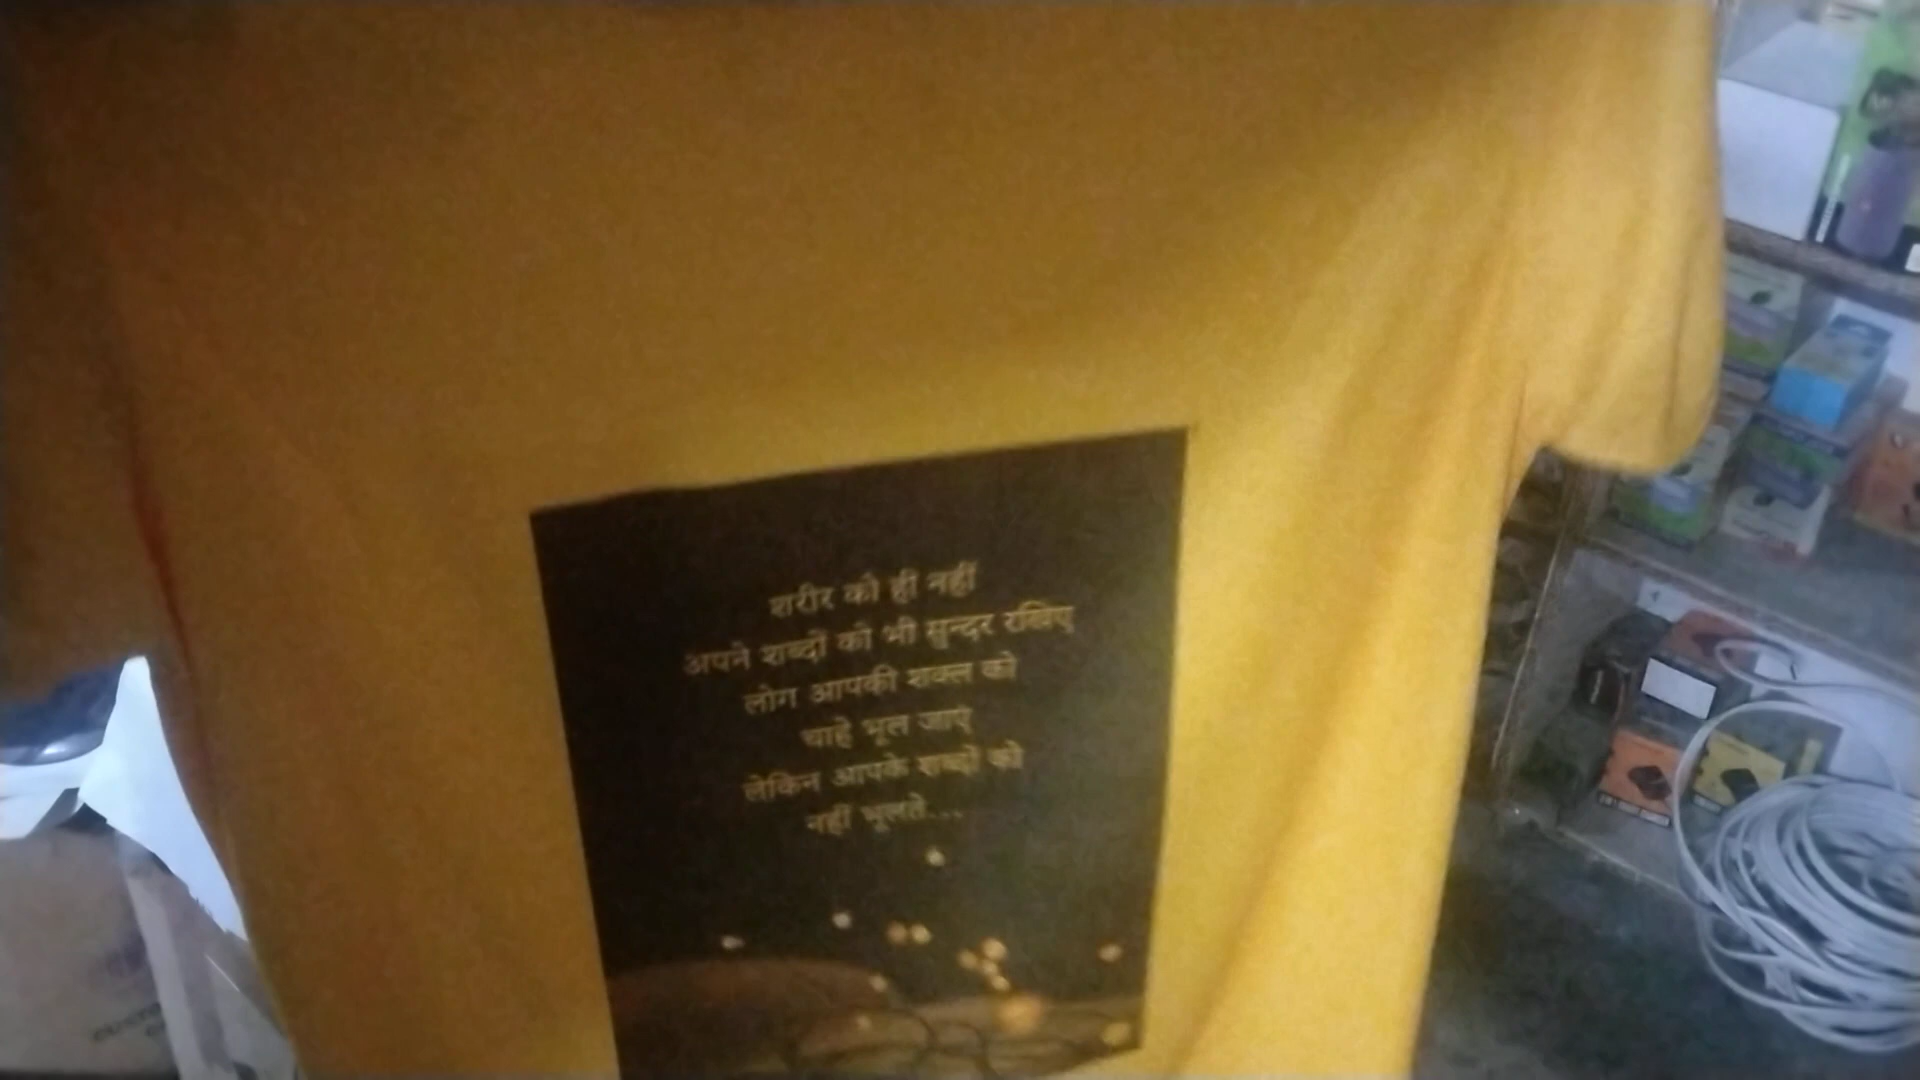 शरीर को ही नहीं
अपने शब्दों को भी सुन्दर रखिए
लोग आपकी शक्ल को
चाहे भूल जाएं
लेकिन आपके शब्दों को
नहीं भूलते...